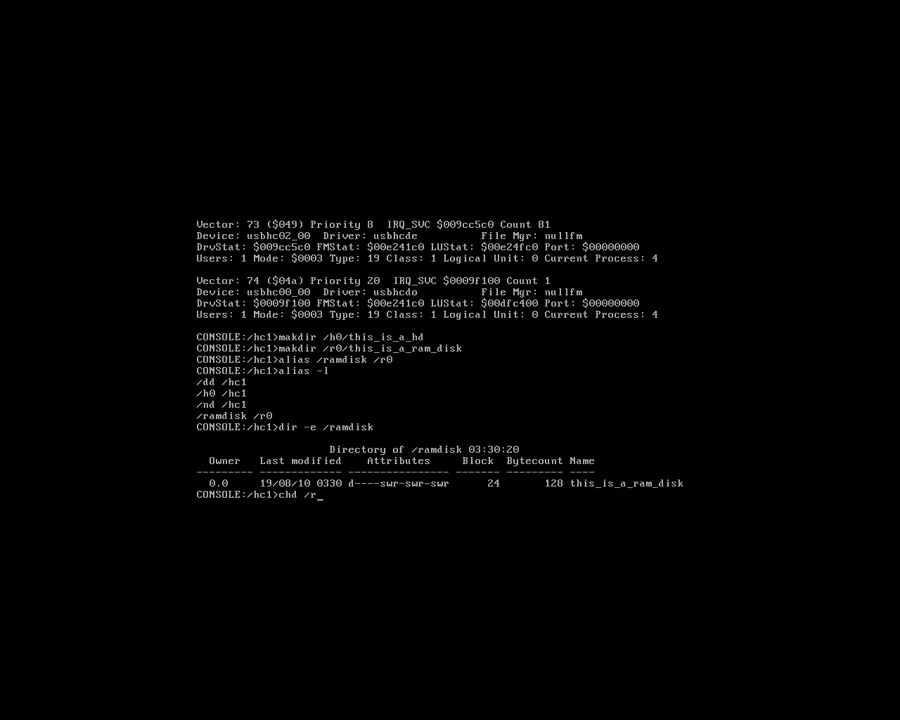 Vector: 73 ($049) Priority 8  IRQ_SVC $009cc5c0 Count 81
Device: usbhc02_00  Driver: usbhcde          File Mgr: nullfm
DrvStat: $009cc5c0 FMStat: $00e241c0 LUStat: $00e24fc0 Port: $00000000
Users: 1 Mode: $0003 Type: 19 Class: 1 Logical Unit: 0 Current Process: 4
Vector: 74 ($04a) Priority 20  IRQ_SVC $0009f100 Count 1
Device: usbhc00_00  Driver: usbhcdo          File Mgr: nullfm
DrvStat: $0009f100 FMStat: $00e241c0 LUStat: $00dfc400 Port: $00000000
Users: 1 Mode: $0003 Type: 19 Class: 1 Logical Unit: 0 Current Process: 4
CONSOLE:/hc1>makdir /h0/this_is_a_hd
CONSOLE:/hc1>makdir /r0/this_is_a_ram_disk
CONSOLE:/hc1>alias /ramdisk /r0
CONSOLE:/hc1>alias -l
/dd /hc1
/h0 /hc1
/nd /hc1
/ramdisk /r0
CONSOLE:/hc1>dir -e /ramdisk
Directory of /ramdisk 03:30:20
Owner   Last modified    Attributes     Block  Bytecount Name
--------- ------------- ---------------- ------- --------- ----
0.0     19/08/10 0330 d----swr-swr-swr      24       128 this_is_a_ram_disk
CONSOLE:/hc1>chd /r_